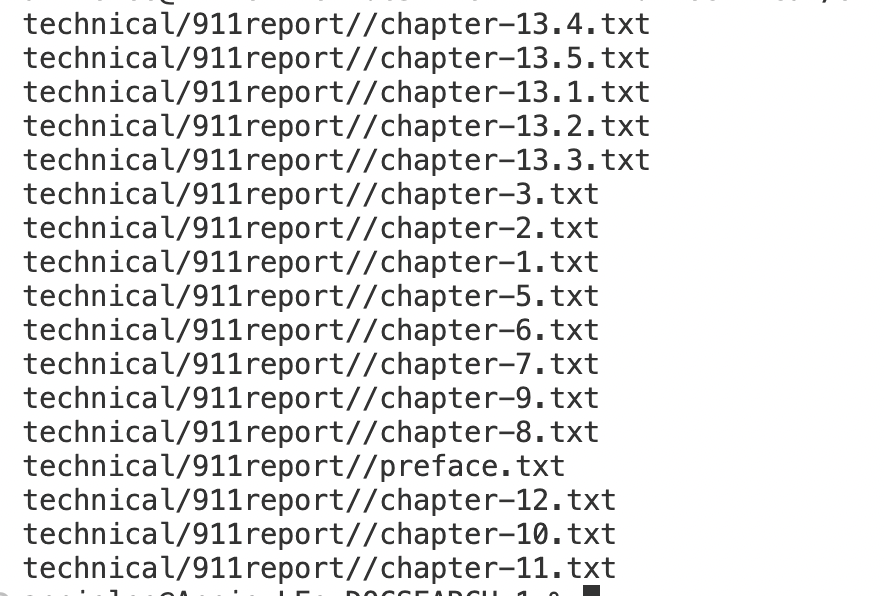 technical/911report//chapter-13.4.txt
technical/911report//chapter-13.5.txt
technical/911report//chapter-13.1.txt
technical/911report//chapter-13.2.txt
technical/911report//chapter-13.3.txt
technical/911report//chapter-3.txt
technical/911report//chapter-2.txt
technical/911report//chapter-1.txt
technical/911report//chapter-5.txt
technical/911report//chapter-6.txt
technical/911report//chapter-7.txt
technical/911report//chapter-9.txt
technical/911report//chapter-8.txt
technical/911report//preface.txt
technical/911report//chapter-12.txt
technical/911report//chapter-10.txt
technical/911report//chapter-11.txt